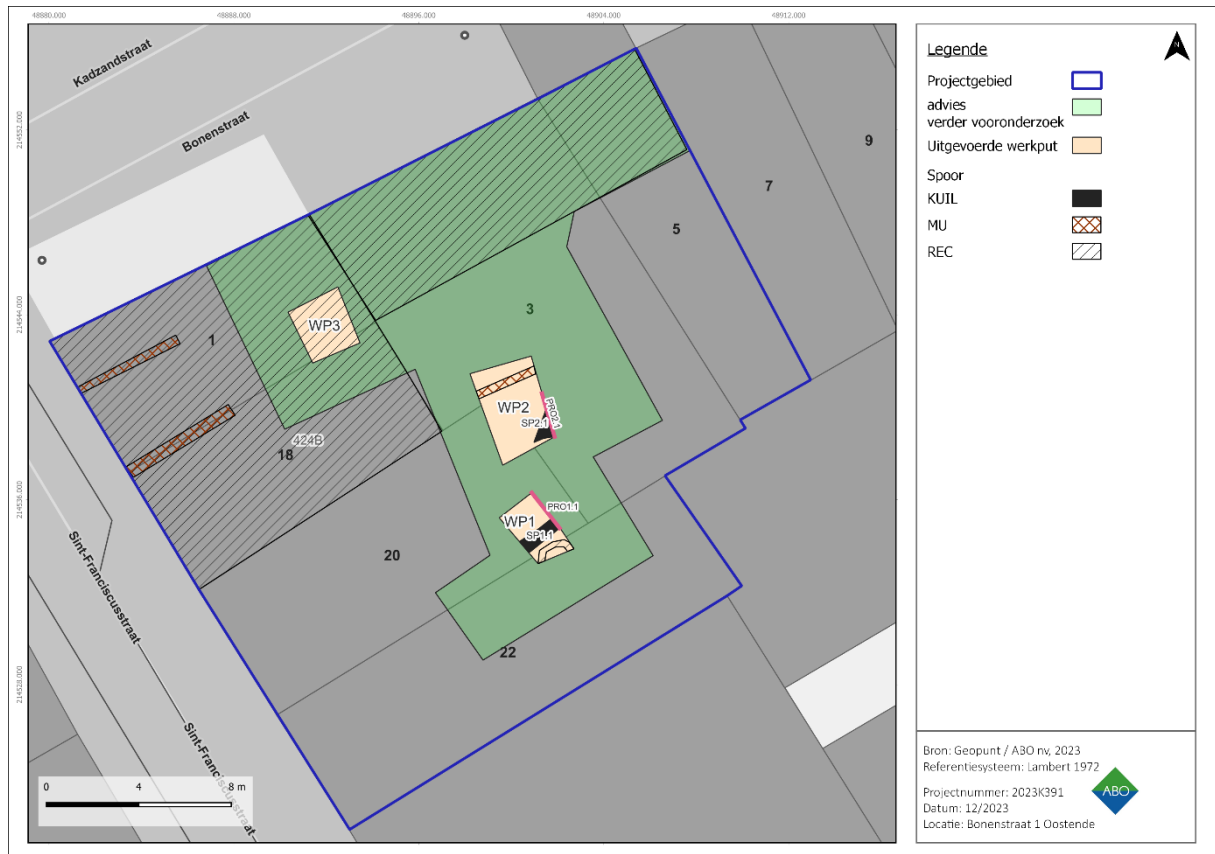 48880.000 48888.000 48896.000 48904.000 48912.000
214552.000
214544.000
214536.000
214528.000
Kadzandstraat
Bonenstraat
9
7
5
3
1
WP3
WP2
PRO2.1
SP2.1
424B
18
PRO1.1
WP1
SP1.1
20
22
Sint-Franciscusstraat
Sint-Franciscusstraat
0 4 8 m
Legende
N
Projectgebied
advies
verder vooronderzoek
Uitgevoerde werkput
Spoor
KUIL
MU
REC
Bron: Geopunt / ABO nv, 2023
Referentiesysteem: Lambert 1972
Projectnummer: 2023K391
Datum: 12/2023
Locatie: Bonenstraat 1 Oostende
ABO